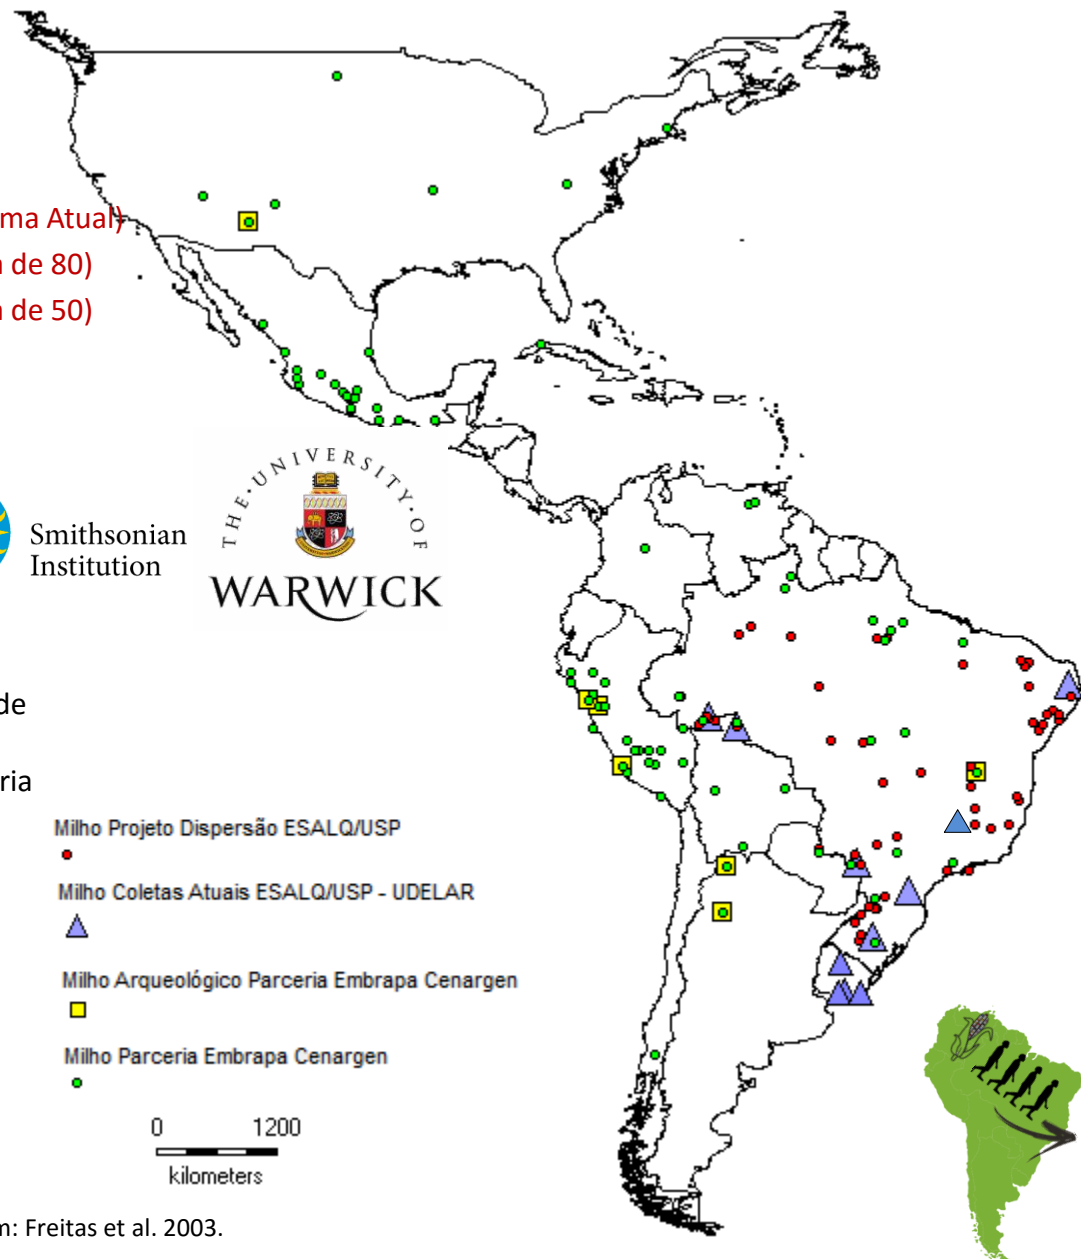 ma Atual)
de 80)
de 50)
Smithsonian
Institution
THE·UNIVERSITY·OF
WARWICK
de
ria
Milho Projeto Dispersão ESALQ/USP
Milho Coletas Atuais ESALQ/USP - UDELAR
Milho Arqueológico Parceria Embrapa Cenargen
Milho Parceria Embrapa Cenargen
0 1200
kilometers
: Freitas et al. 2003.